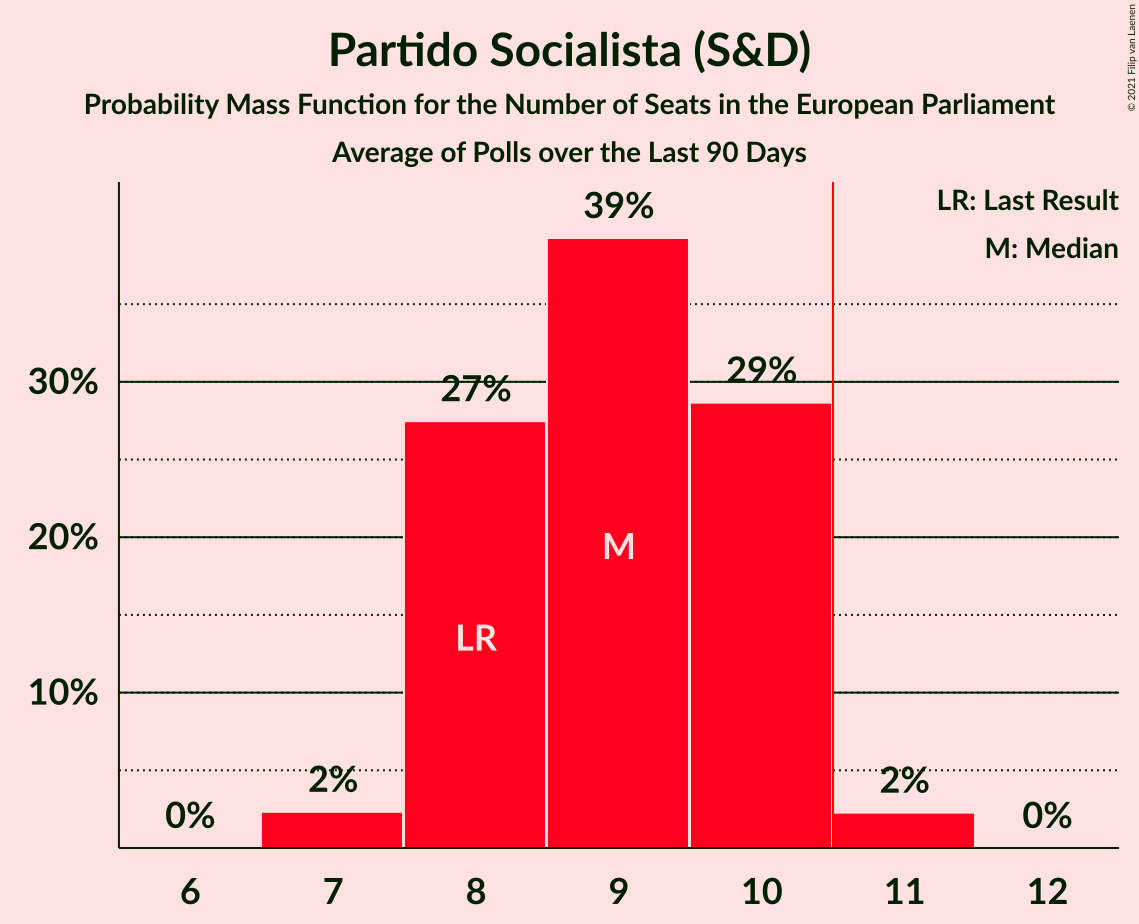 Partido Socialista (S&D)
Probability Mass Function for the Number of Seats in the European Parliament
Average of Polls over the Last 90 Days
© 2021 Filip van Laenen
LR: Last Result
M: Median
39%
30%
27%
29%
20%
M
LR
10%
0%
2%
2%
0%
6 7 8 9 10 11 12